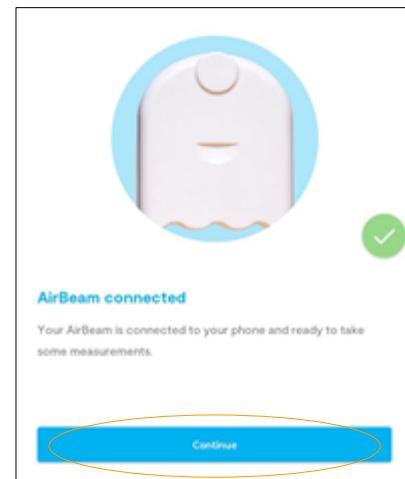 AirBeam connected
Your AirBeam is connected to your phone and ready to take
some measurements.
Continue